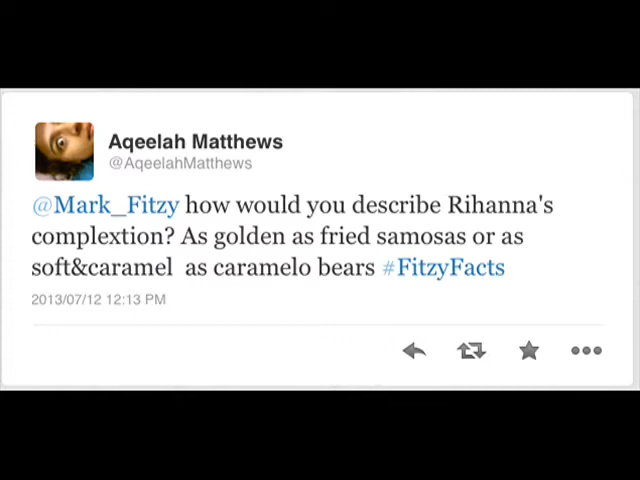 Aqeelah Matthews
@AqeelahMatthews
@Mark_Fitzy how would you describe Rihanna's
complextion? As golden as fried samosas or as
soft&caramel  as caramelo bears #FitzyFacts
2013/07/12 12:13 PM